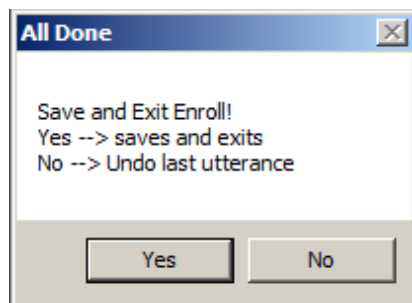 All Done
Save and Exit Enroll!
Yes --> saves and exits
No --> Undo last utterance
Yes
No